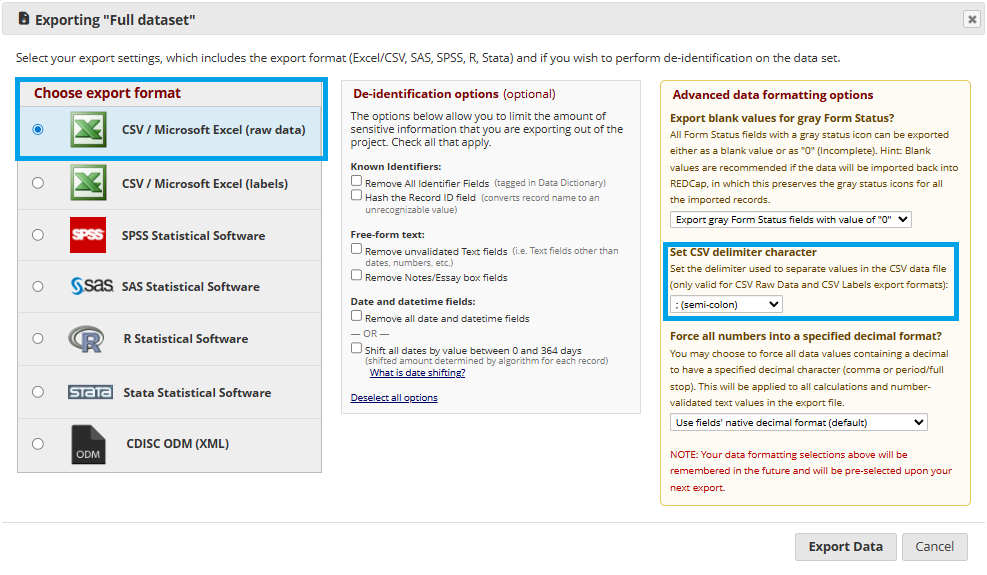 Exporting "Full dataset"
Select your export settings, which includes the export format (Excel/CSV, SAS, SPSS, R, Stata) and if you wish to perform de-identification on the data set.
Choose export format
CSV / Microsoft Excel (raw data)
CSV / Microsoft Excel (labels)
SPSS
SPSS Statistical Software
sas
SAS Statistical Software
R
R Statistical Software
STATA
Stata Statistical Software
ODM
CDISC ODM (XML)
De-identification options (optional)
The options below allow you to limit the amount of
sensitive information that you are exporting out of the
project. Check all that apply.
Known Identifiers:
Remove All Identifier Fields (tagged in Data Dictionary)
Hash the Record ID field (converts record name to an
unrecognizable value)
Free-form text:
Remove unvalidated Text fields (i.e. Text fields other than
dates, numbers, etc.)
Remove Notes/Essay box fields
Date and datetime fields:
Remove all date and datetime fields
— OR —
Shift all dates by value between 0 and 364 days
(shifted amount determined by algorithm for each record)
What is date shifting?
Deselect all options
Advanced data formatting options
Export blank values for gray Form Status?
All Form Status fields with a gray status icon can be exported
either as a blank value or as "0" (Incomplete). Hint: Blank
values are recommended if the data will be imported back into
REDCap, in which this preserves the gray status icons for all
the imported records.
Export gray Form Status fields with value of "0"
Set CSV delimiter character
Set the delimiter used to separate values in the CSV data file
(only valid for CSV Raw Data and CSV Labels export formats):
; (semi-colon)
Force all numbers into a specified decimal format?
You may choose to force all data values containing a decimal
to have a specified decimal character (comma or period/full
stop). This will be applied to all calculations and number-
validated text values in the export file.
Use fields' native decimal format (default)
NOTE: Your data formatting selections above will be
remembered in the future and will be pre-selected upon your
next export.
Export Data
Cancel